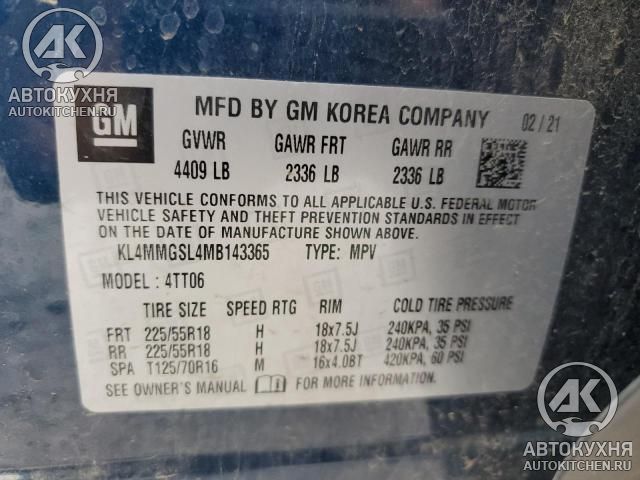 АВТОКУХНЯ
AUTOKITCHEN.RU
GM
MFD BY GM KOREA COMPANY 02/21
GVWR GAWR FRT GAWR RR
4409 LB 2336 LB 2336 LB
THIS VEHICLE CONFORMS TO ALL APPLICABLE U.S. FEDERAL MOTOR
VEHICLE SAFETY AND THEFT PREVENTION STANDARDS IN EFFECT
ON THE DATE OF MANUFACTURE SHOWN ABOVE.
KL4MMGSL4MB143365 TYPE: MPV
MODEL : 4TT06
TIRE SIZE SPEED RTG RIM COLD TIRE PRESSURE
FRT 225/55R18 H 18x7.5J 240KPA, 35 PSI
RR 225/55R18 H 18x7.5J 240KPA, 35 PSI
SPA T125/70R16 M 16x4.0BT 420KPA, 60 PSI
SEE OWNER'S MANUAL FOR MORE INFORMATION
АВТОКУХНЯ
AUTOKITCHEN.RU